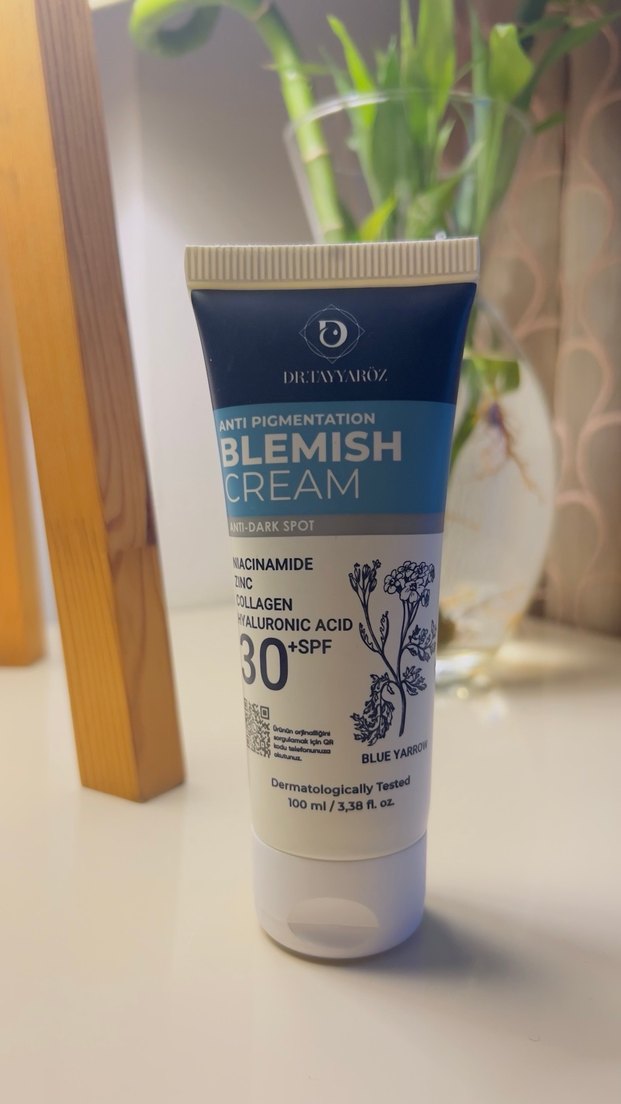 DR.TAYYARÖZ
ANTI PIGMENTATION
BLEMISH
CREAM
ANTI-DARK SPOT
NIACINAMIDE
ZINC
COLLAGEN
HYALURONIC ACID
30+SPF
Ürünün orjinalliğini
sorgulamak için QR
kodu telefonunuza
okutunuz.
BLUE YARROW
Dermatologically Tested
100 ml / 3,38 fl. oz.